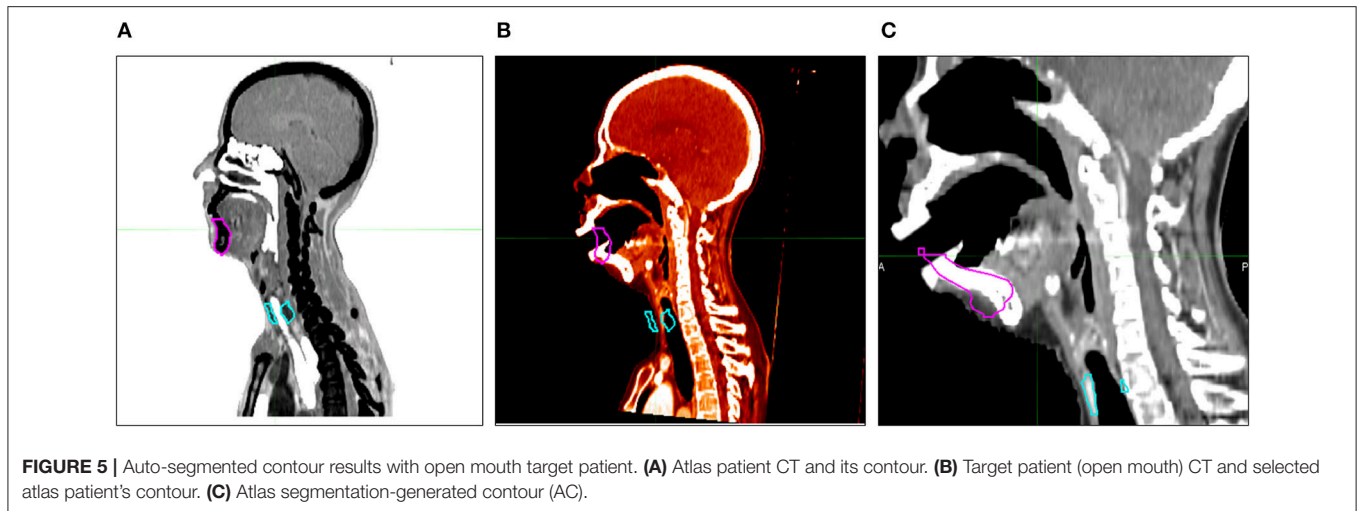 A
B
C
A
P
FIGURE 5 | Auto-segmented contour results with open mouth target patient. (A) Atlas patient CT and its contour. (B) Target patient (open mouth) CT and selected
atlas patient's contour. (C) Atlas segmentation-generated contour (AC).